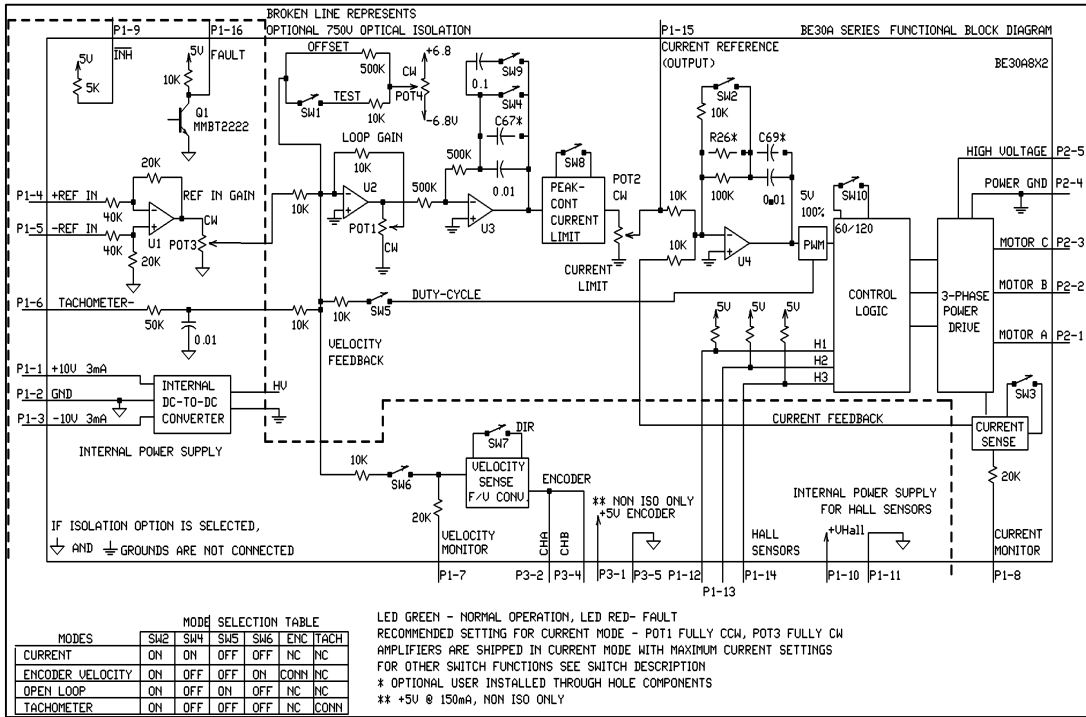 BROKEN LINE REPRESENTS
OPTIONAL 750V OPTICAL ISOLATION
P1-9
P1-16
P1-15
BE30A SERIES FUNCTIONAL BLOCK DIAGRAM
BE30A8X2
INH
FAULT
5V
5K
5V
10K
Q1
MMBT2222
OFFSET
500K
TEST
SW1
10K
CW
POT4
+6.8
-6.8V
SW9
0.1
SW4
C67*
0.01
CURRENT REFERENCE
(OUTPUT)
SW2
10K
R26*
C69*
100K
0.01
HIGH VOLTAGE P2-5
POWER GND P2-4
MOTOR C P2-3
MOTOR B P2-2
MOTOR A P2-1
20K
P1-4 +REF IN
40K
P1-5 -REF IN
40K
U1
20K
REF IN GAIN
CW
POT3
10K
LOOP GAIN
10K
U2
POT1
CW
500K
500K
U3
SW8
PEAK-
CONT
CURRENT
LIMIT
POT2
CW
CURRENT
LIMIT
10K
10K
U4
5V
100%
PWM
SW10
60/120
CONTROL
LOGIC
3-PHASE
POWER
DRIVE
P1-6 TACHOMETER-
50K
0.01
10K
10K
SW5
DUTY-CYCLE
VELOCITY
FEEDBACK
5V
5V
5V
H1
H2
H3
P1-1 +10V 3mA
P1-2 GND
P1-3 -10V 3mA
INTERNAL
DC-TO-DC
CONVERTER
HV
INTERNAL POWER SUPPLY
CURRENT FEEDBACK
SW3
CURRENT
SENSE
20K
10K
SW6
20K
SW7
DIR
VELOCITY
SENSE
F/V CONV.
ENCODER
VELOCITY
MONITOR
CHA
CHB
** NON ISO ONLY
+5V ENCODER
INTERNAL POWER SUPPLY
FOR HALL SENSORS
+VHall
HALL
SENSORS
CURRENT
MONITOR
IF ISOLATION OPTION IS SELECTED,
AND GROUNDS ARE NOT CONNECTED
P1-7
P3-2
P3-4
P3-1
P3-5
P1-12
P1-13
P1-14
P1-10
P1-11
P1-8
MODE SELECTION TABLE
MODES SW2 SW4 SW5 SW6 ENC TACH
CURRENT ON ON OFF OFF NC NC
ENCODER VELOCITY ON OFF OFF ON CONN NC
OPEN LOOP ON OFF ON OFF NC NC
TACHOMETER ON OFF OFF OFF NC CONN
LED GREEN - NORMAL OPERATION, LED RED- FAULT
RECOMMENDED SETTING FOR CURRENT MODE - POT1 FULLY CCW, POT3 FULLY CW
AMPLIFIERS ARE SHIPPED IN CURRENT MODE WITH MAXIMUM CURRENT SETTINGS
FOR OTHER SWITCH FUNCTIONS SEE SWITCH DESCRIPTION
* OPTIONAL USER INSTALLED THROUGH HOLE COMPONENTS
** +5V @ 150mA, NON ISO ONLY